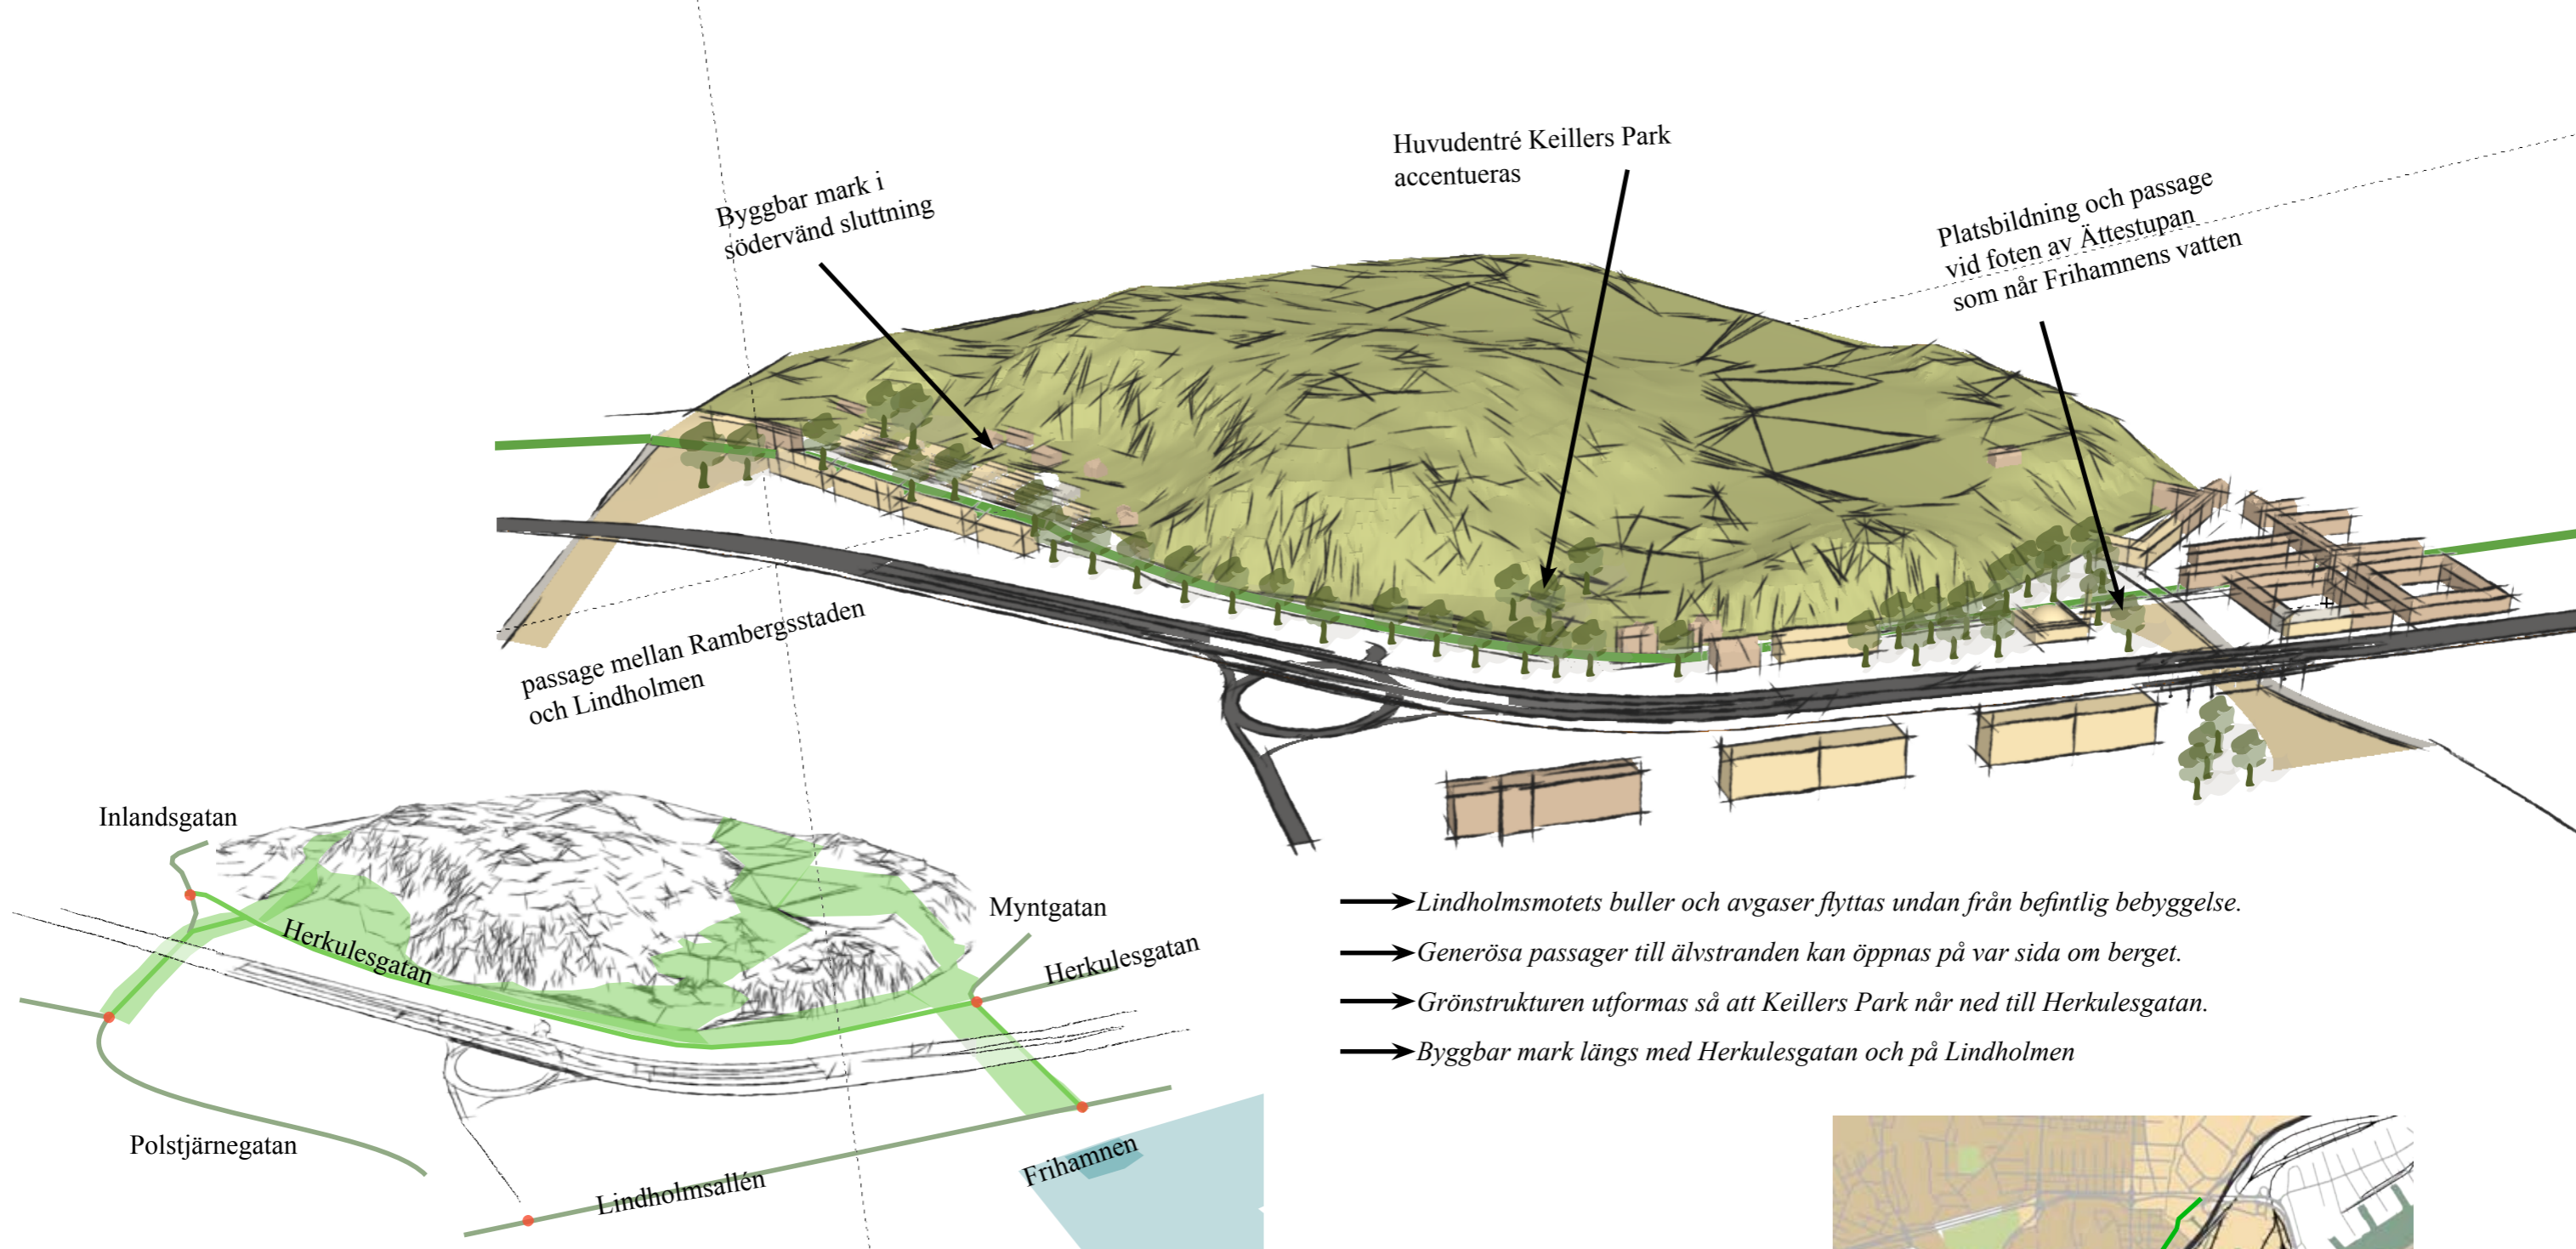 Huvudentré Keillers Park
accentueras
Byggbar mark i
södervänd sluttning
Platsbildning och passage
vid foten av Ättestupan
som når Frihamnens vatten
passage mellan Rambergsstaden
och Lindholmen
Inlandsgatan
Herkulesgatan
Myntgatan
Herkulesgatan
Polstjärnegatan
Lindholmsallén
Frihamnen
Lindholmsmotets buller och avgaser flyttas undan från befintlig bebyggelse.
Generösa passager till älvstranden kan öppnas på var sida om berget.
Grönstrukturen utformas så att Keillers Park når ned till Herkulesgatan.
Byggbar mark längs med Herkulesgatan och på Lindholmen